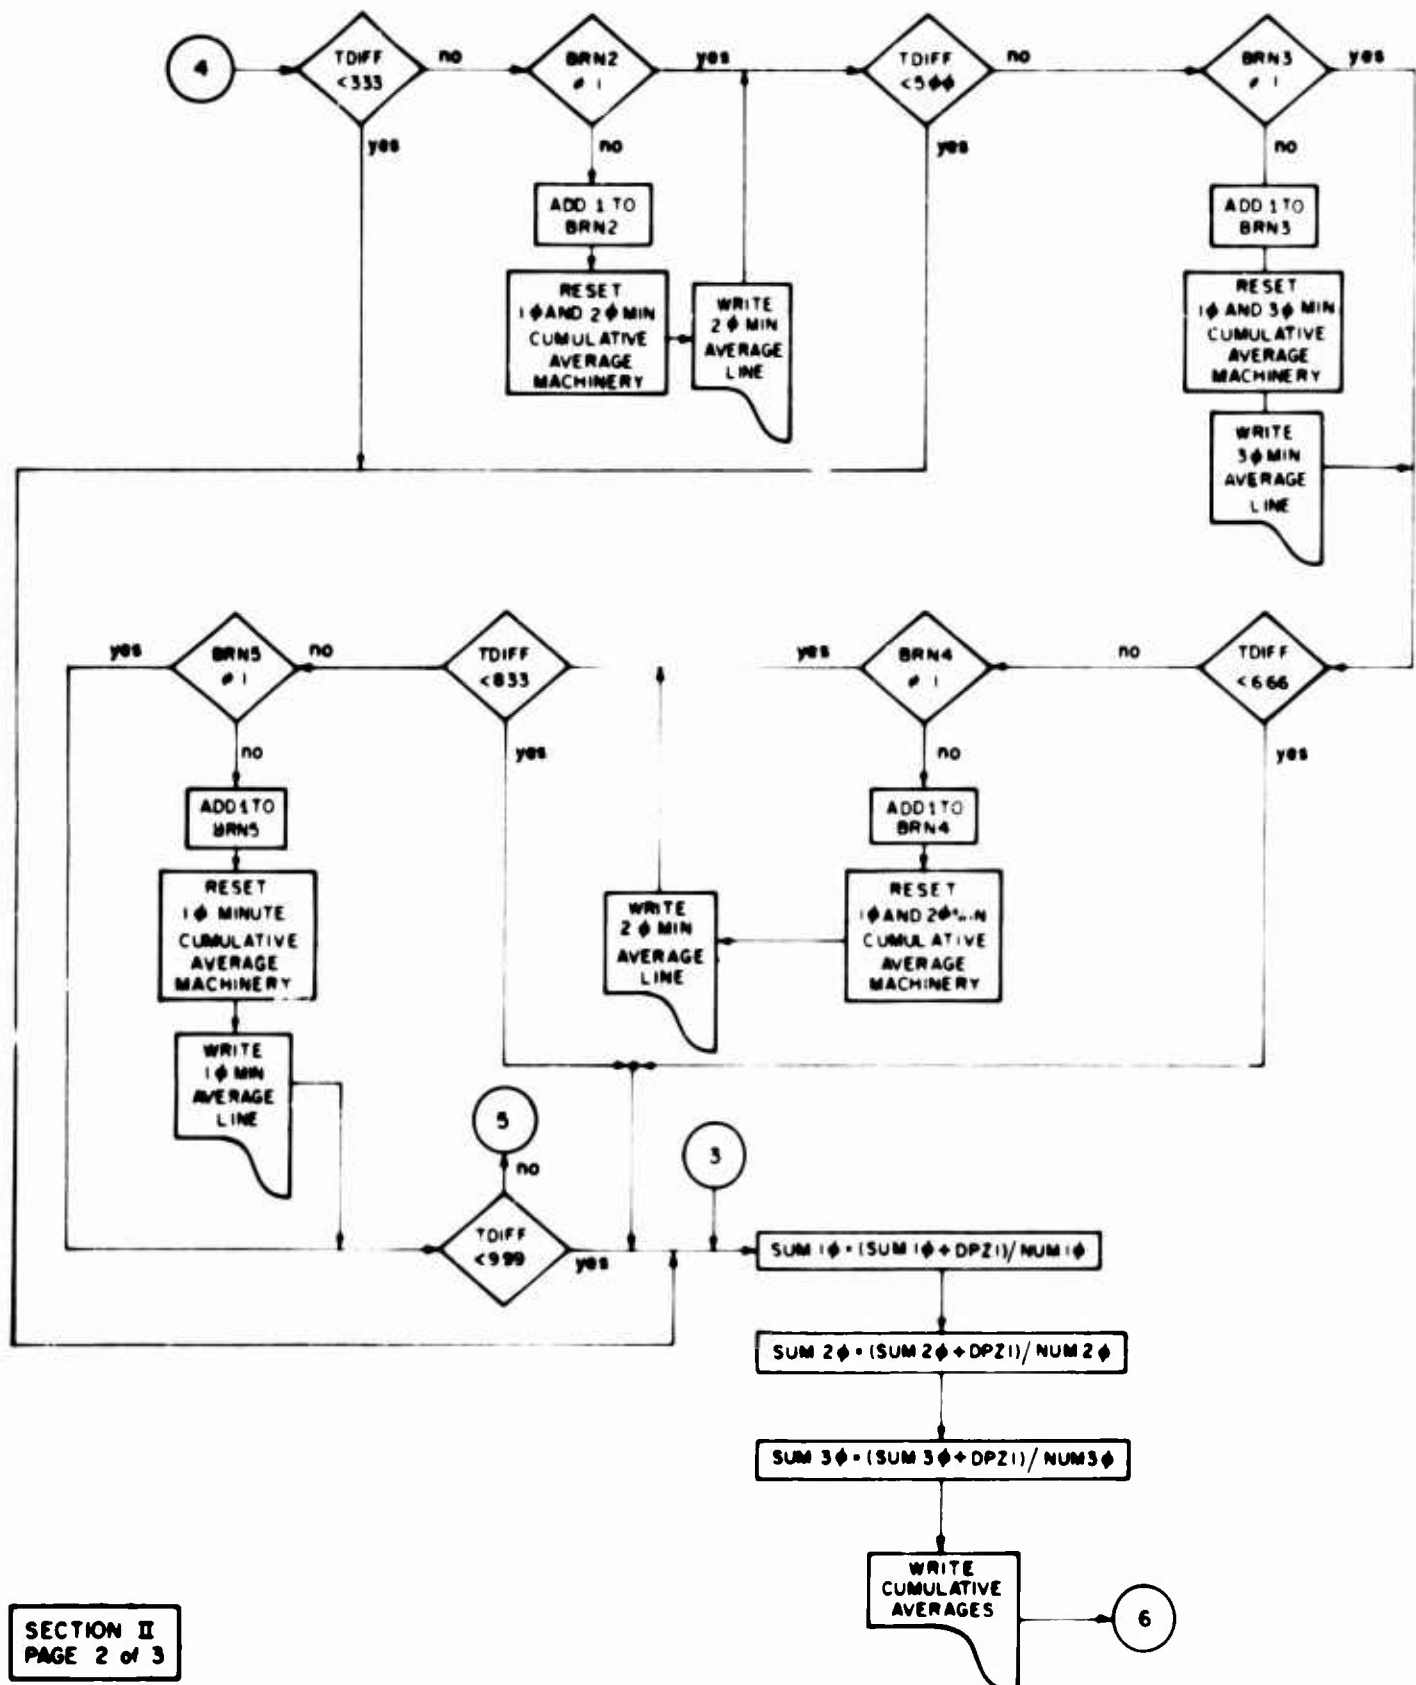 4
TDIFF
<333
no
yes
BRN2
≠ 1
yes
no
ADD 1 TO
BRN2
RESET
1φ AND 2φ MIN
CUMULATIVE
AVERAGE
MACHINERY
WRITE
2φ MIN
AVERAGE
LINE
TDIFF
<5φφ
no
yes
BRN3
≠ 1
yes
no
ADD 1 TO
BRN3
RESET
1φ AND 3φ MIN
CUMULATIVE
AVERAGE
MACHINERY
WRITE
3φ MIN
AVERAGE
LINE
TDIFF
<666
no
yes
BRN4
≠ 1
yes
no
ADD 1 TO
BRN4
RESET
1φ AND 2φ MIN
CUMULATIVE
AVERAGE
MACHINERY
WRITE
2φ MIN
AVERAGE
LINE
TDIFF
<833
no
yes
BRN5
≠ 1
yes
no
ADD 1 TO
BRN5
RESET
1φ MINUTE
CUMULATIVE
AVERAGE
MACHINERY
WRITE
1φ MIN
AVERAGE
LINE
5
no
TDIFF
<999
yes
3
SUM 1φ = (SUM 1φ + DPZ1) / NUM 1φ
SUM 2φ = (SUM 2φ + DPZ1) / NUM 2φ
SUM 3φ = (SUM 3φ + DPZ1) / NUM 3φ
WRITE
CUMULATIVE
AVERAGES
6
SECTION II
PAGE 2 of 3